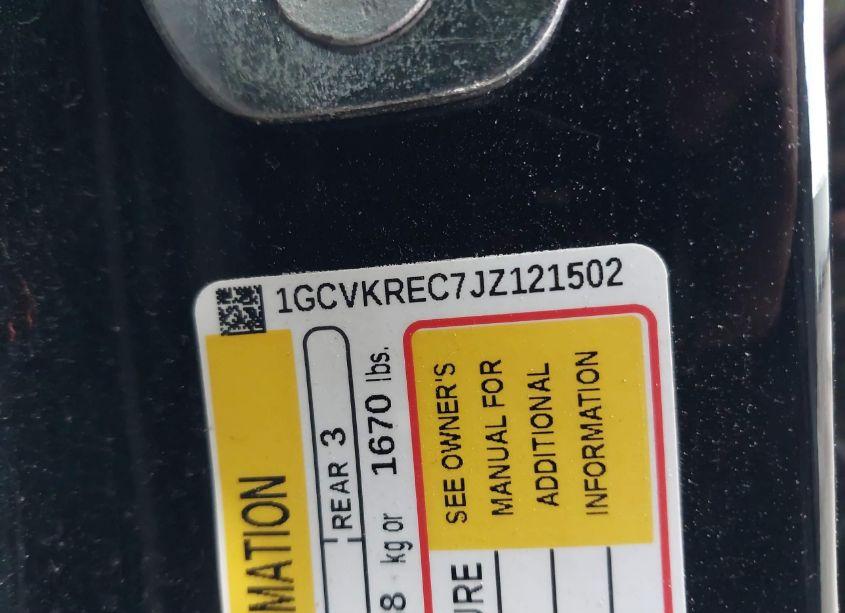 1GCVKREC7JZ121502
MATION
REAR 3
8 kg or 1670 lbs.
SEE OWNER'S
MANUAL FOR
ADDITIONAL
INFORMATION
URE